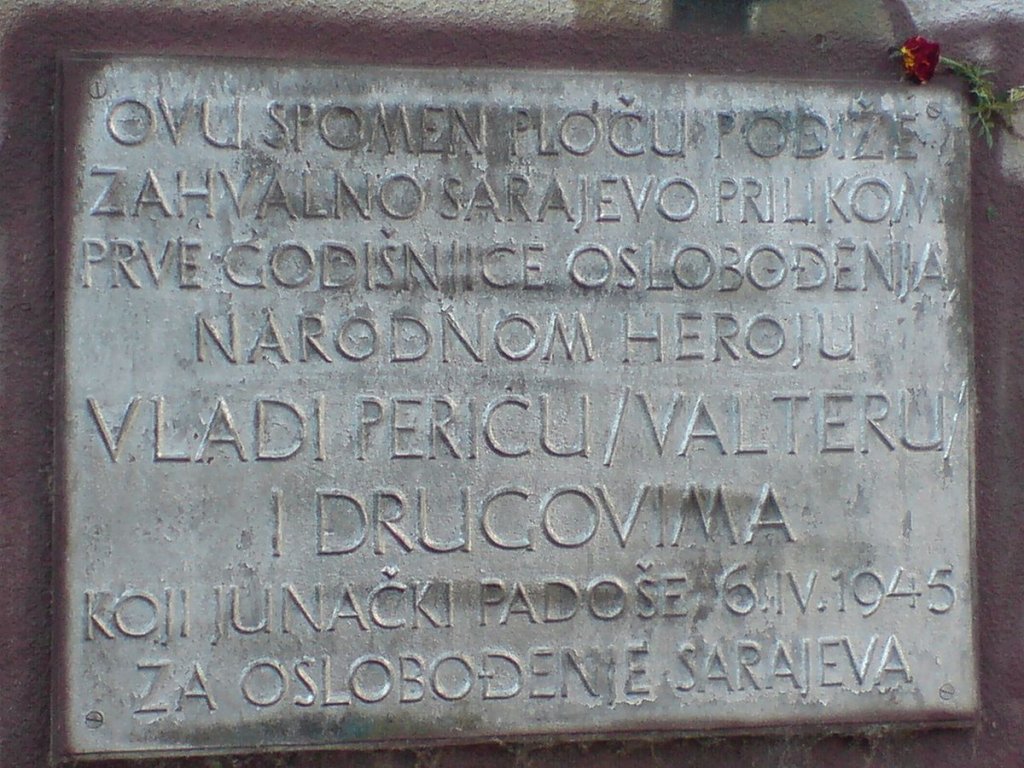 OVU SPOMEN PLOČU PODIŽE
ZAHVALNO SARAJEVO PRILIKOM
PRVE GODIŠNJICE OSLOBOĐENJA
NARODNOM HEROJU
VLADI PERIĆU/VALTERU/
I DRUGOVIMA
KOJI JUNAČKI PADOŠE 6.IV.1945
ZA OSLOBOĐENJE SARAJEVA